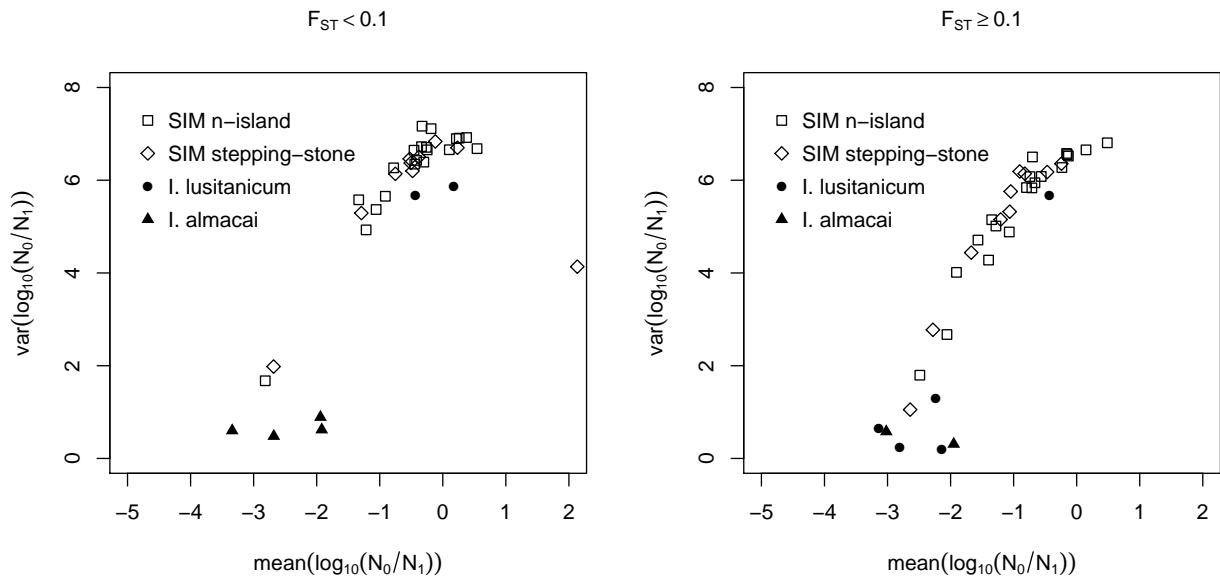 F_ST < 0.1
8
6
4
2
0
var(log₁₀(N₀/N₁))
SIM n−island
SIM stepping−stone
I. lusitanicum
I. almacai
−5 −4 −3 −2 −1 0 1 2
mean(log₁₀(N₀/N₁))
F_ST ≥ 0.1
8
6
4
2
0
var(log₁₀(N₀/N₁))
SIM n−island
SIM stepping−stone
I. lusitanicum
I. almacai
−5 −4 −3 −2 −1 0 1 2
mean(log₁₀(N₀/N₁))